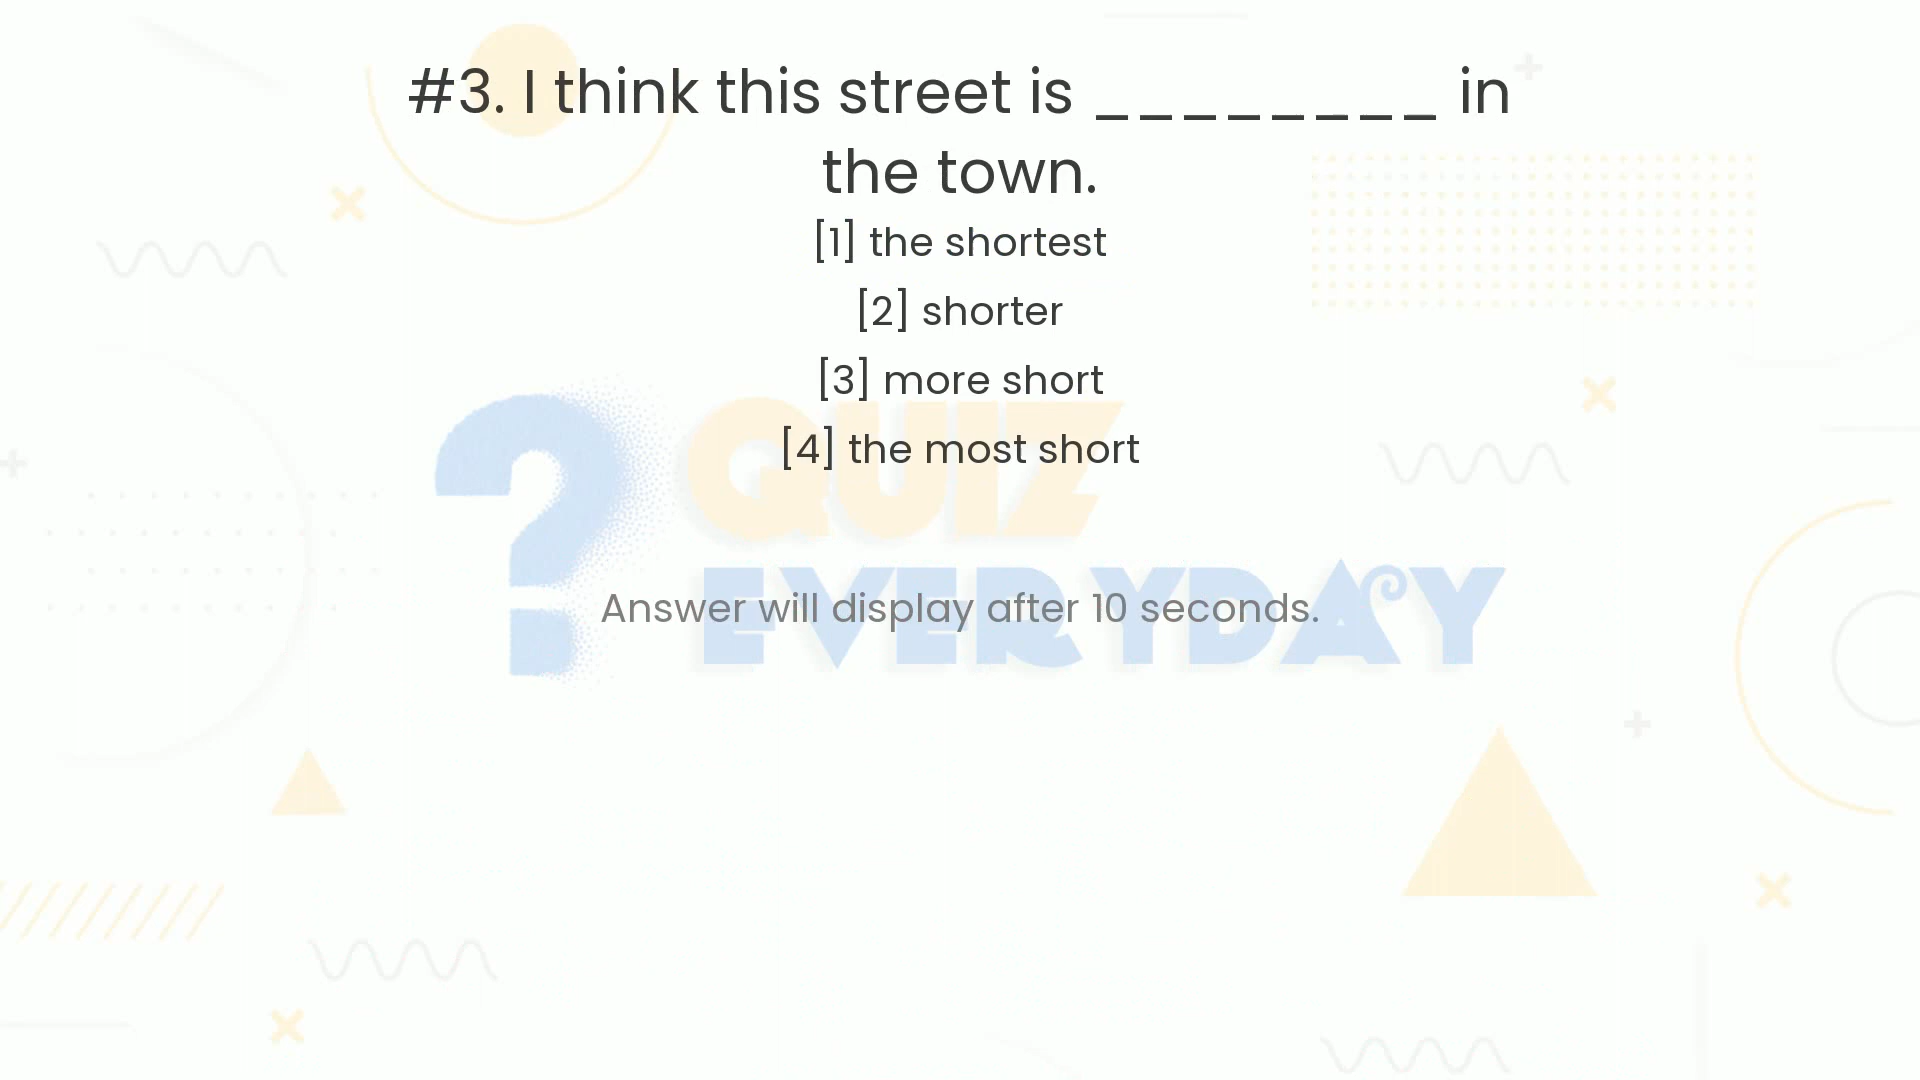 #3. I think this street is _ _ _ _ _ _ _ _ in
the town.
[1] the shortest
[2] shorter
[3] more short
[4] the most short
QUIZ
EVERYDAY
Answer will display after 10 seconds.